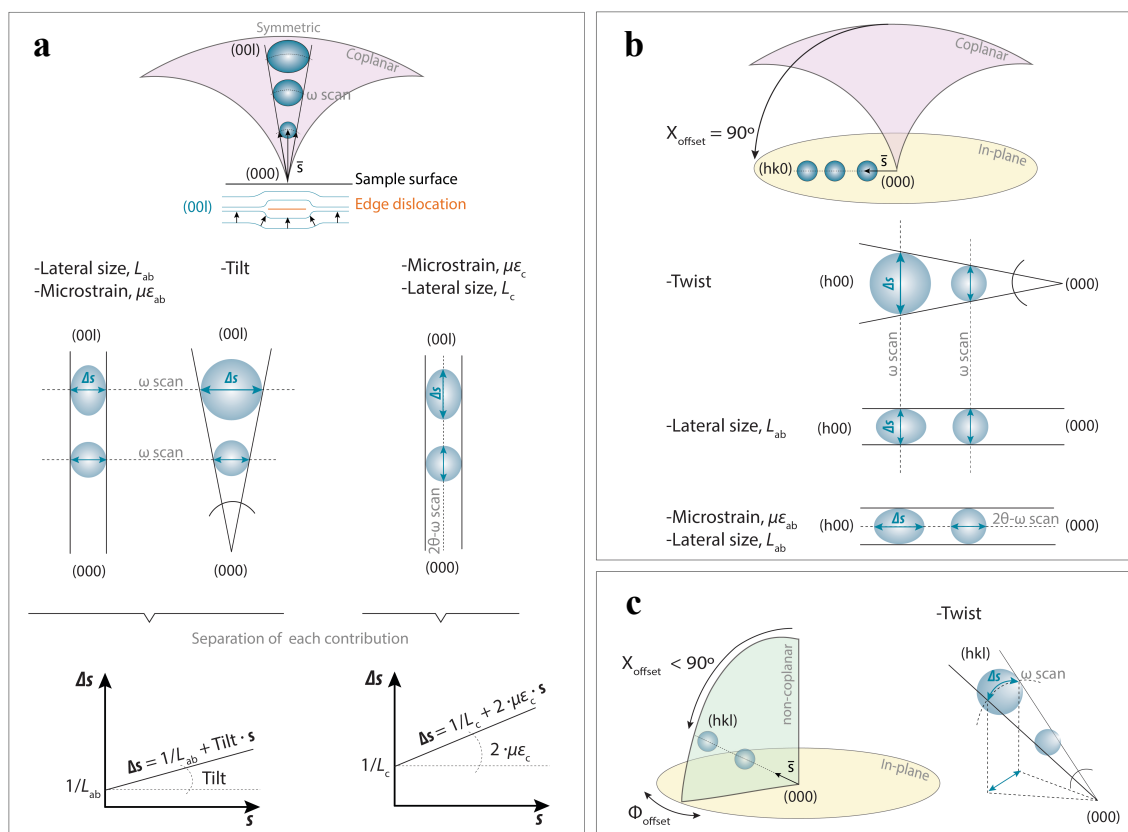 a
Symmetric
(00l)
Coplanar
ω scan
(000)
s̄
Sample surface
(00l)
Edge dislocation
-Lateral size, Lab
-Microstrain, μεab
-Tilt
-Microstrain, μεc
-Lateral size, Lc
(00l)
(00l)
(00l)
Δs
ω scan
Δs
Δs
ω scan
2θ-ω scan
(000)
(000)
(000)
Separation of each contribution
Δs
Δs = 1/Lab + Tilt · s
1/Lab
Tilt
s
Δs
Δs = 1/Lc + 2 · μεc · s
1/Lc
2 · μεc
s
b
Coplanar
Xoffset = 90º
In-plane
(hk0)
s̄
(000)
-Twist
(h00)
Δs
(000)
ω scan
ω scan
-Lateral size, Lab
(h00)
Δs
(000)
-Microstrain, μεab
-Lateral size, Lab
(h00)
Δs
2θ-ω scan
(000)
c
Xoffset < 90º
non-coplanar
(hkl)
s̄
(000)
In-plane
Φoffset
-Twist
(hkl)
ω scan
Δs
(000)